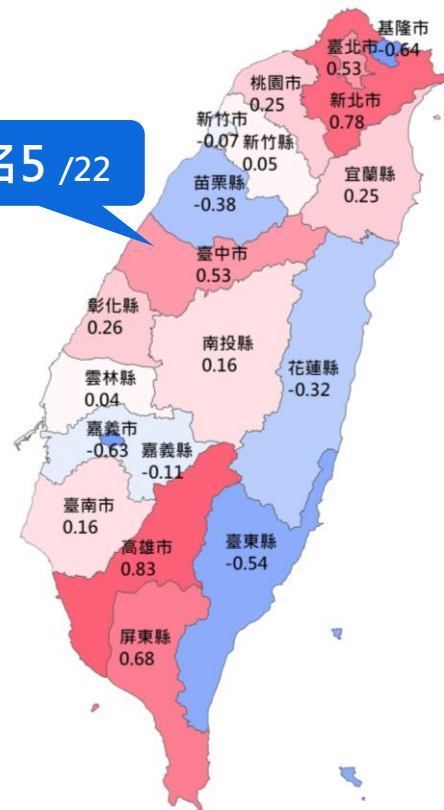 基隆市
-0.64
臺北市
0.53
桃園市
0.25
新北市
0.78
新竹市
-0.07
新竹縣
0.05
宜蘭縣
0.25
名5 /22
苗栗縣
-0.38
臺中市
0.53
彰化縣
0.26
南投縣
0.16
花蓮縣
-0.32
雲林縣
0.04
嘉義市
-0.63
嘉義縣
-0.11
臺南市
0.16
高雄市
0.83
臺東縣
-0.54
屏東縣
0.68